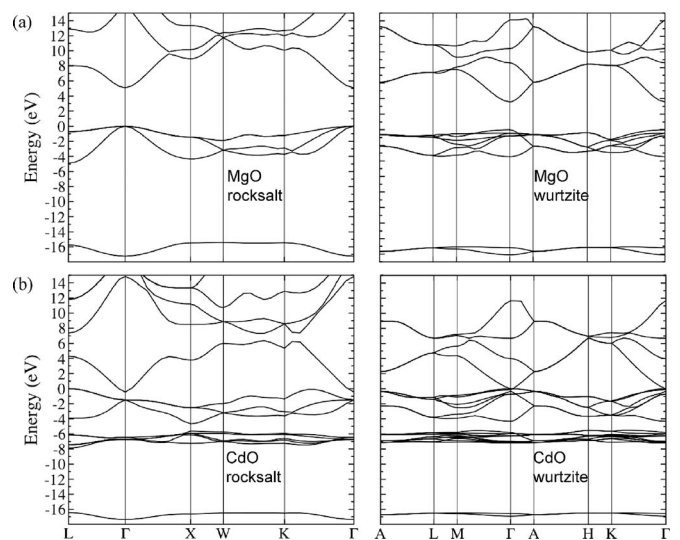 (a)
14
12
10
8
6
4
2
0
-2
-4
-6
-8
-10
-12
-14
-16
Energy (eV)
MgO
rocksalt
MgO
wurtzite
(b)
14
12
10
8
6
4
2
0
-2
-4
-6
-8
-10
-12
-14
-16
Energy (eV)
CdO
rocksalt
CdO
wurtzite
L Γ X W K Γ
A L M Γ A H K Γ